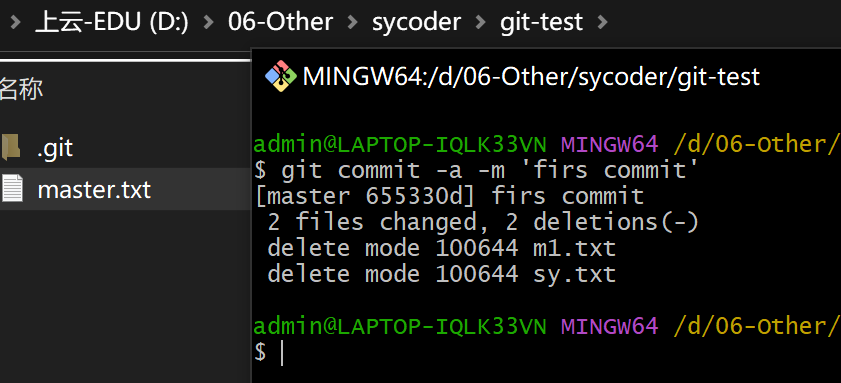 上云-EDU (D:) > 06-Other > sycoder > git-test >
名称
.git
master.txt
MINGW64:/d/06-Other/sycoder/git-test
admin@LAPTOP-IQLK33VN MINGW64 /d/06-Other/
$ git commit -a -m 'firs commit'
[master 655330d] firs commit
2 files changed, 2 deletions(-)
delete mode 100644 m1.txt
delete mode 100644 sy.txt
admin@LAPTOP-IQLK33VN MINGW64 /d/06-Other/
$